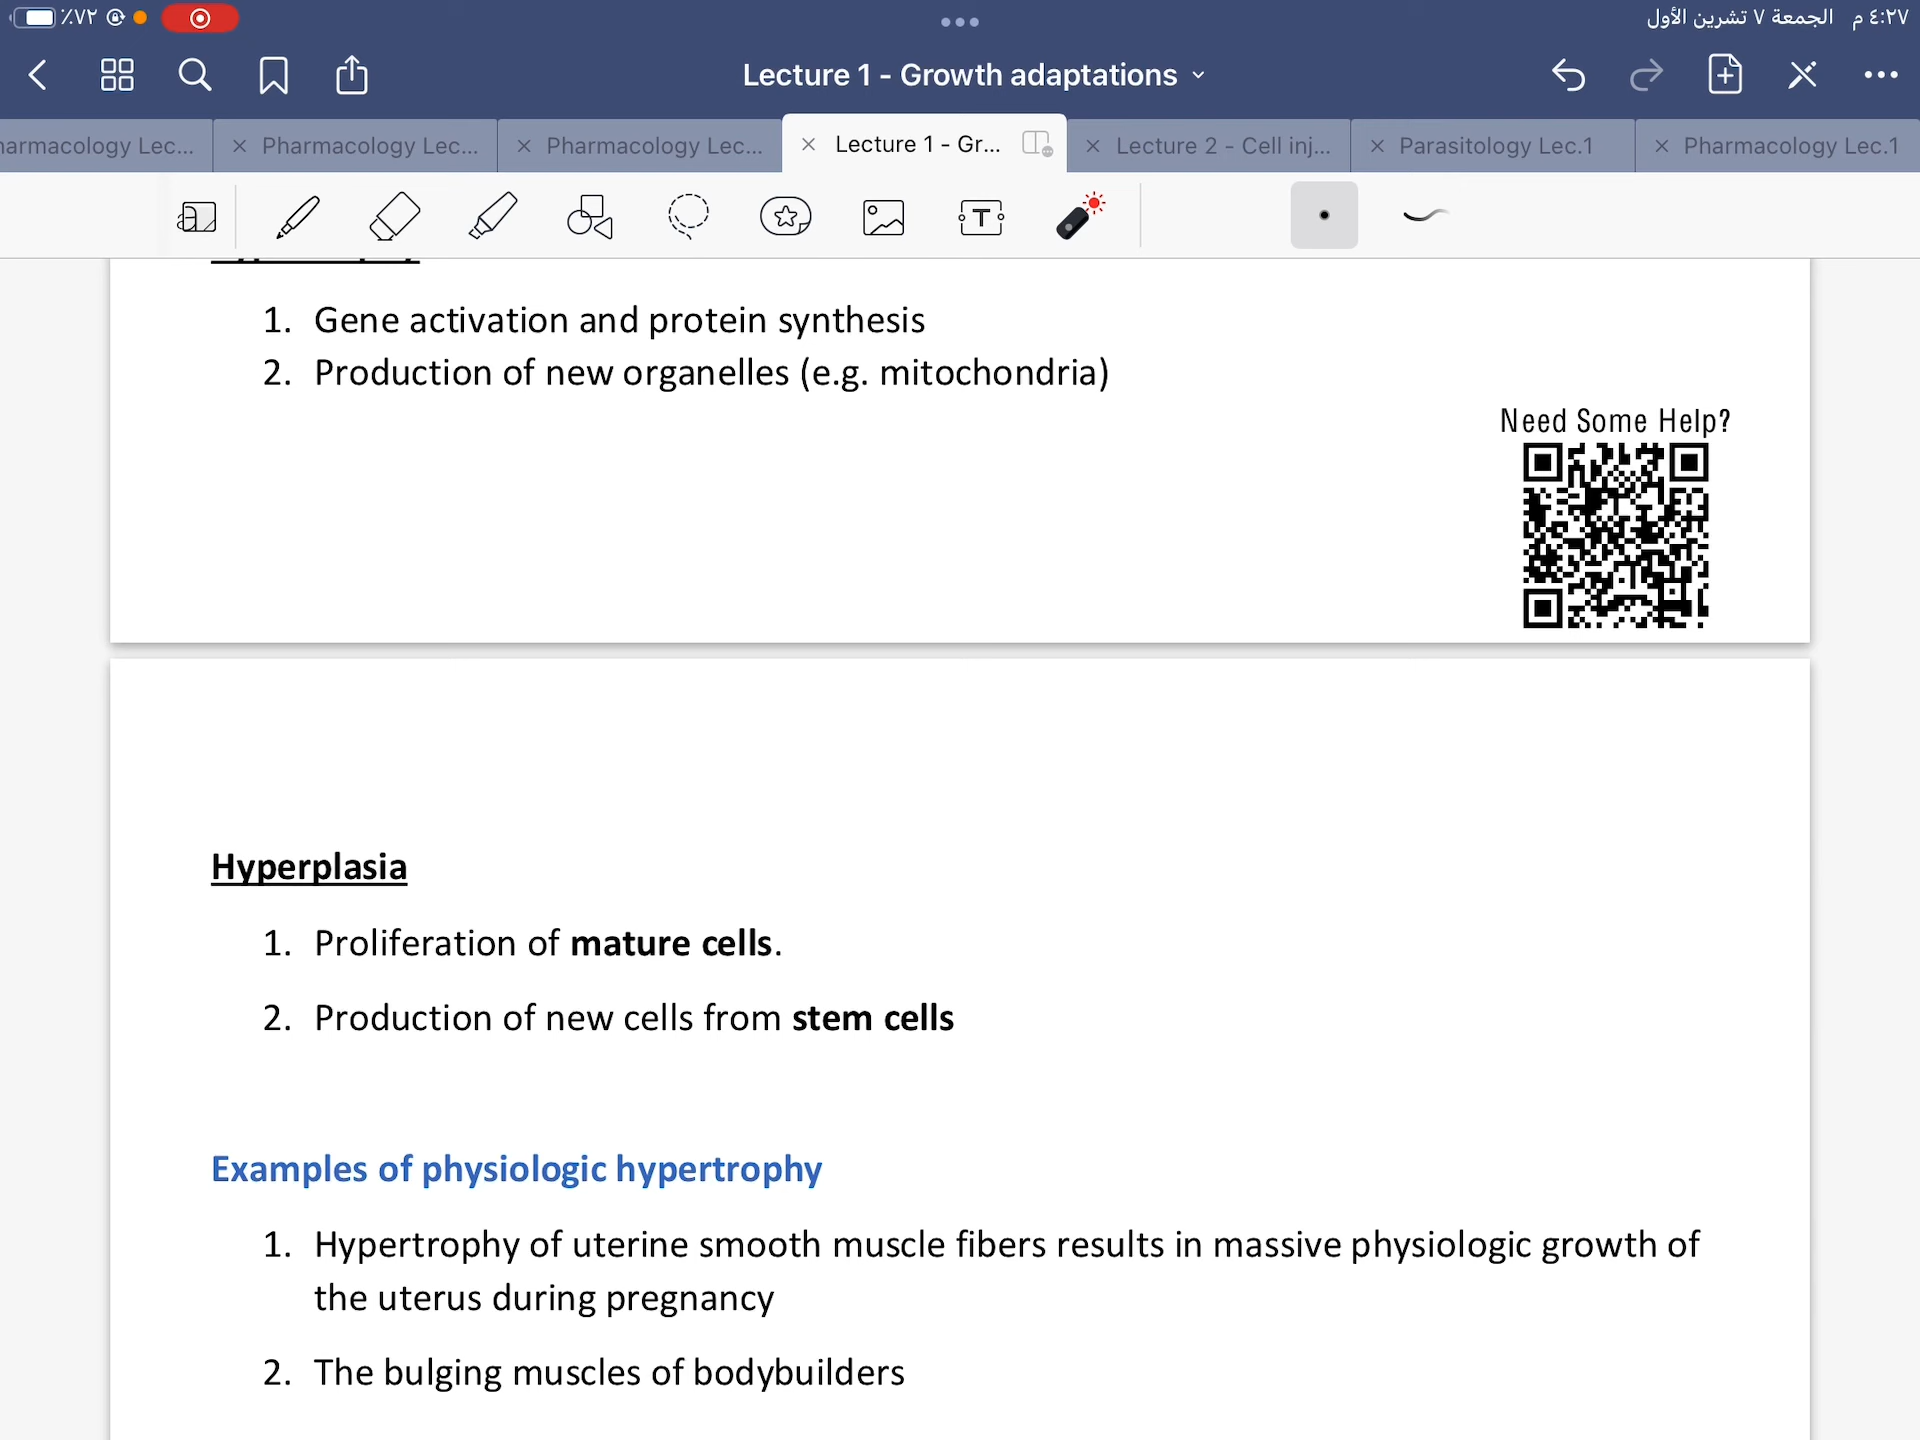 ٪٧٢
الجمعة ٧ تشرين الأول ٤:٢٧ م
Lecture 1 - Growth adaptations
armacology Lec...
Pharmacology Lec...
Pharmacology Lec...
Lecture 1 - Gr...
Lecture 2 - Cell inj...
Parasitology Lec.1
Pharmacology Lec.1
1. Gene activation and protein synthesis
2. Production of new organelles (e.g. mitochondria)
Need Some Help?
Hyperplasia
1. Proliferation of mature cells.
2. Production of new cells from stem cells
Examples of physiologic hypertrophy
1. Hypertrophy of uterine smooth muscle fibers results in massive physiologic growth of
the uterus during pregnancy
2. The bulging muscles of bodybuilders